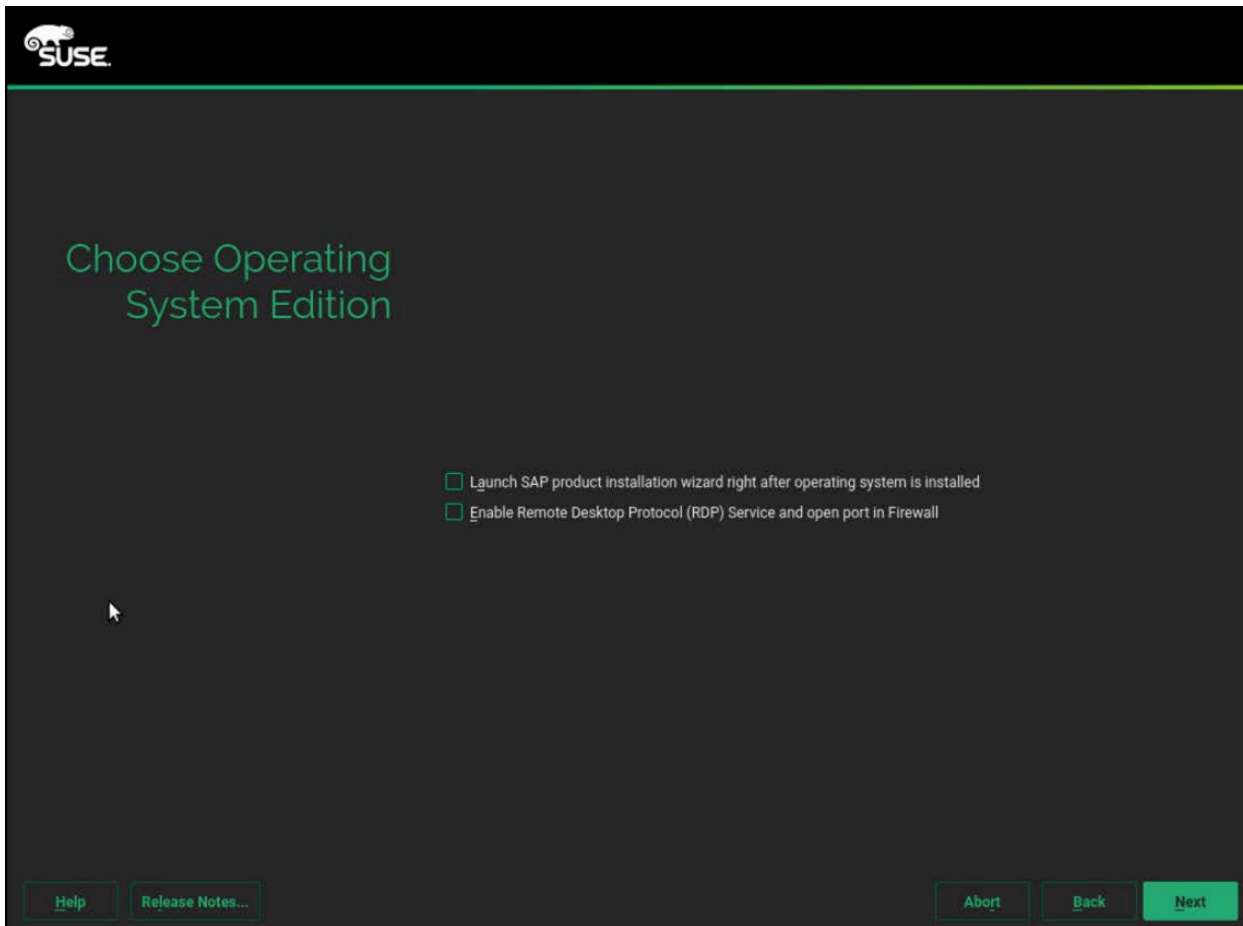 SUSE.
Choose Operating
System Edition
Launch SAP product installation wizard right after operating system is installed
Enable Remote Desktop Protocol (RDP) Service and open port in Firewall
Help
Release Notes...
Abort
Back
Next